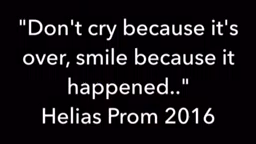 "Don't cry because it's
over, smile because it
happened.."
Helias Prom 2016